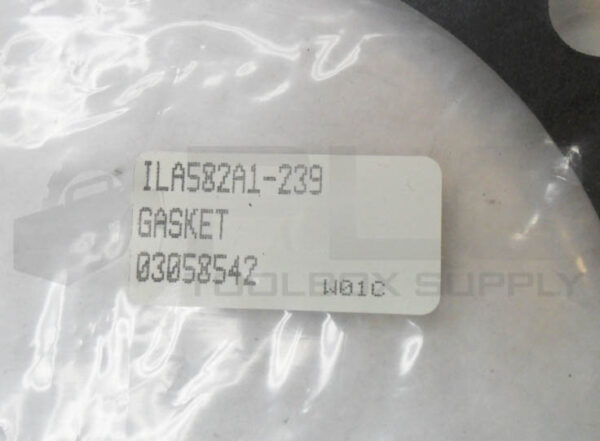 ILA582A1-239
GASKET
03058542
W01C
TOOLBOX SUPPLY